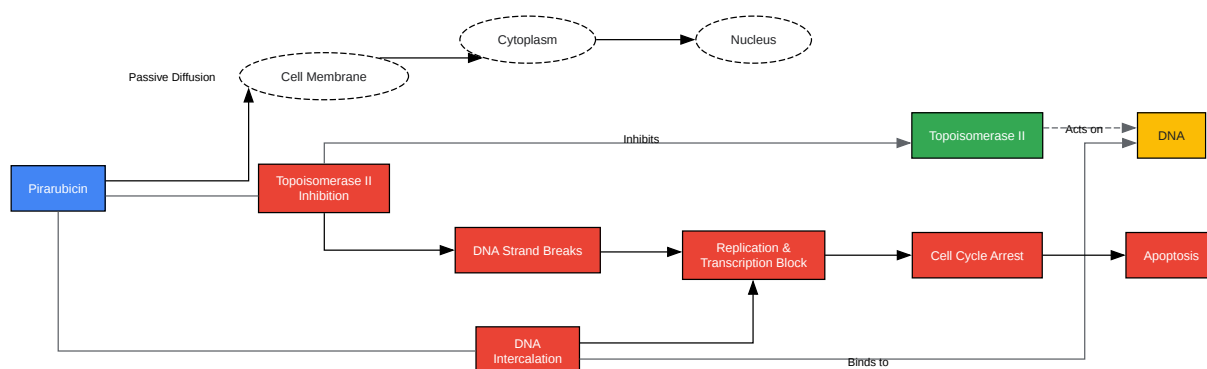 Cytoplasm
Nucleus
Passive Diffusion
Cell Membrane
Topoisomerase II
Acts on
DNA
Inhibits
Pirarubicin
Topoisomerase II
Inhibition
DNA Strand Breaks
Replication &
Transcription Block
Cell Cycle Arrest
Apoptosis
DNA
Intercalation
Binds to